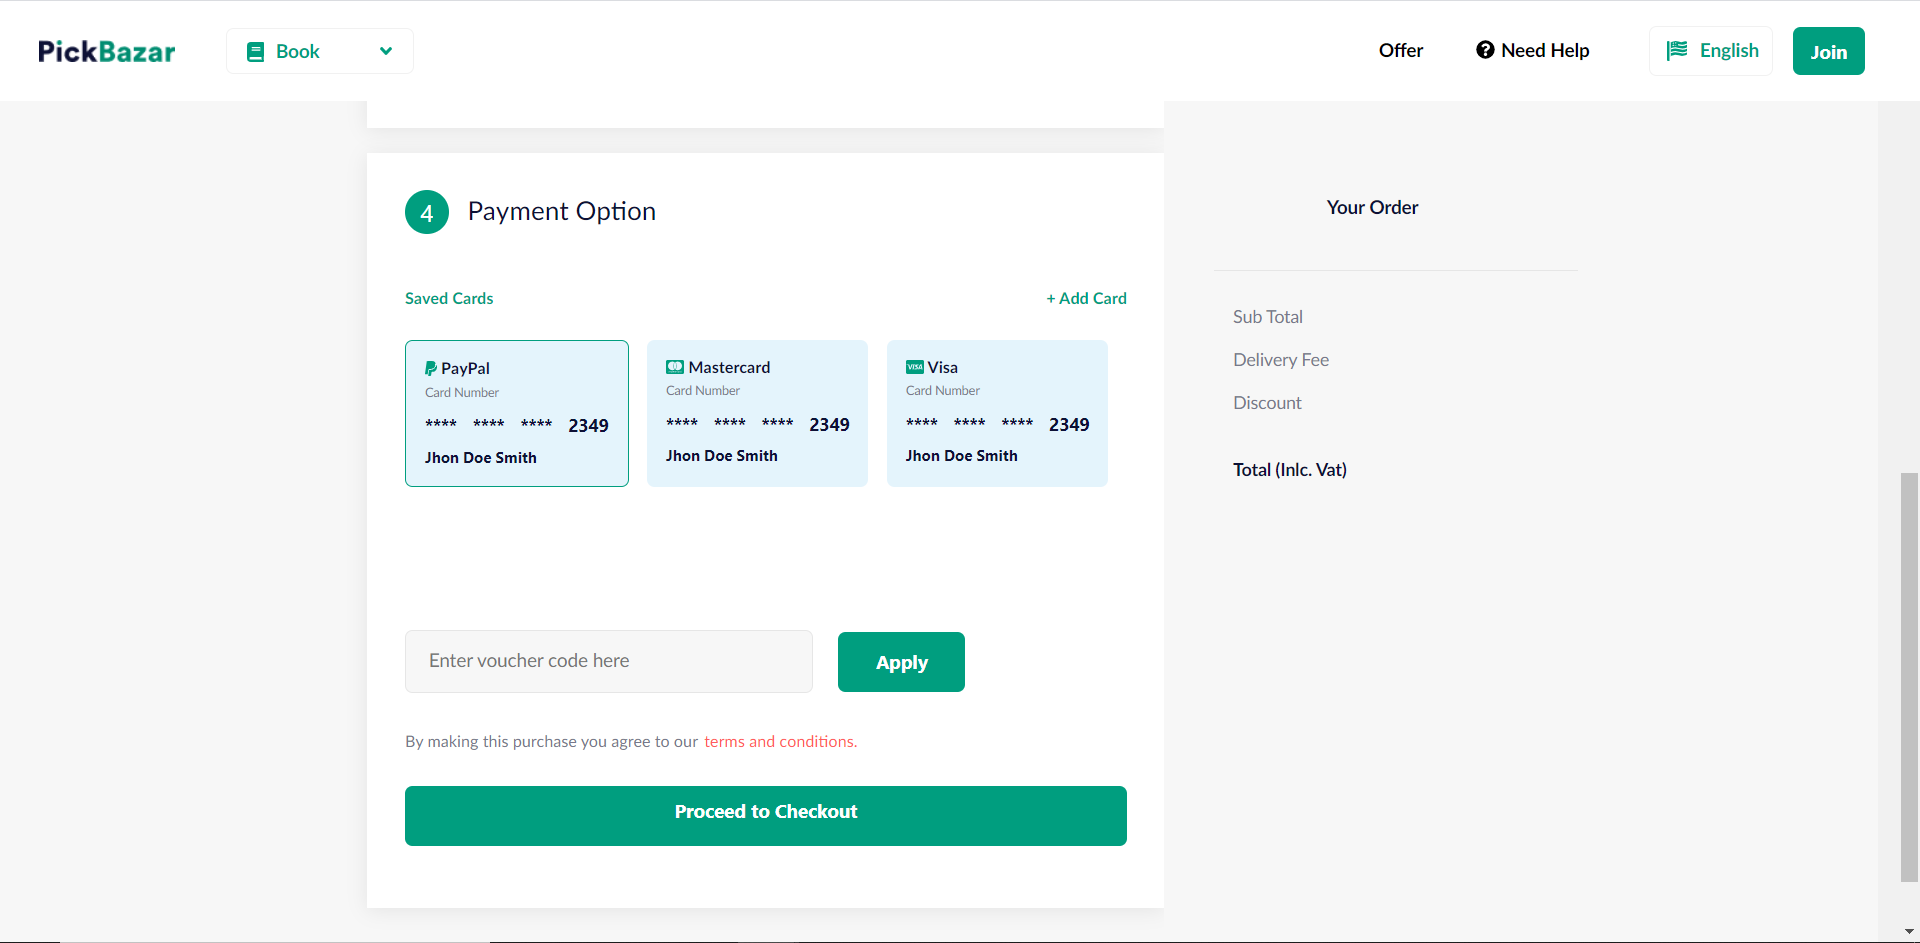 PickBazar
Book
Offer
Need Help
English
Join
4 Payment Option
Saved Cards
+ Add Card
PayPal
Card Number
**** **** **** 2349
Jhon Doe Smith
Mastercard
Card Number
**** **** **** 2349
Jhon Doe Smith
VISA Visa
Card Number
**** **** **** 2349
Jhon Doe Smith
Enter voucher code here
Apply
By making this purchase you agree to our terms and conditions.
Proceed to Checkout
Your Order
Sub Total
Delivery Fee
Discount
Total (Inlc. Vat)